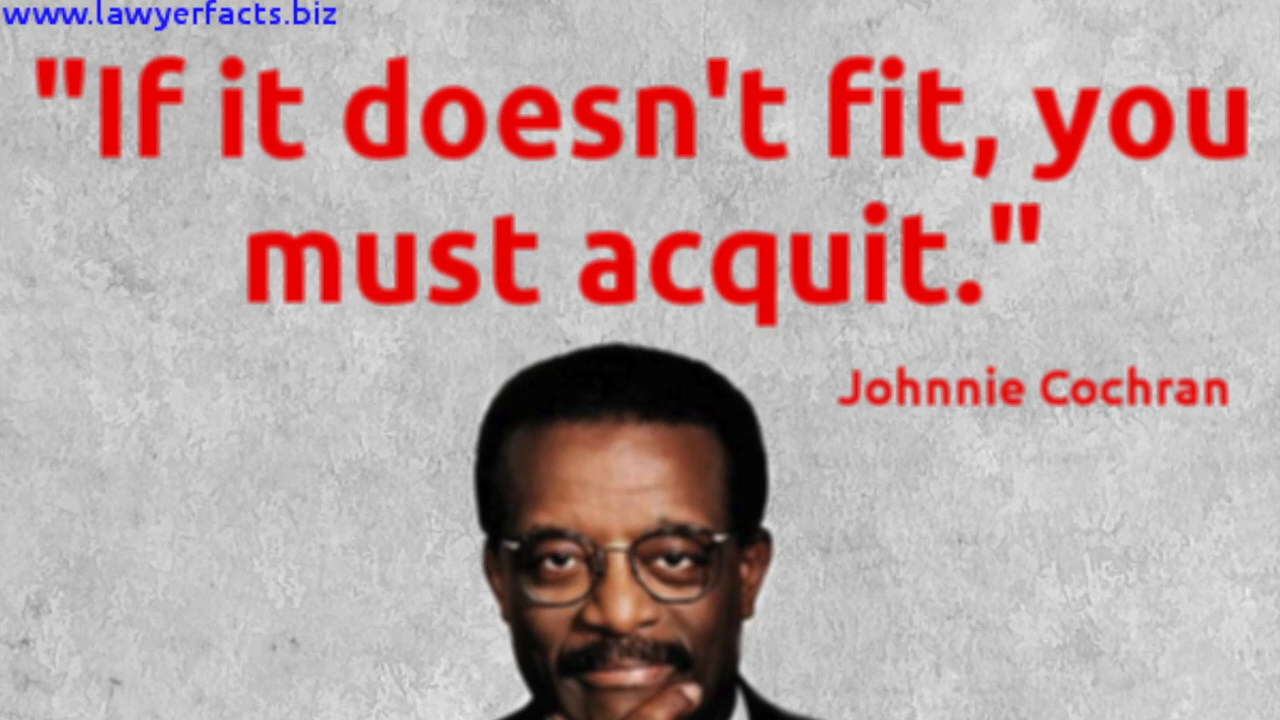 www.lawyerfacts.biz
"If it doesn't fit, you
must acquit."
Johnnie Cochran